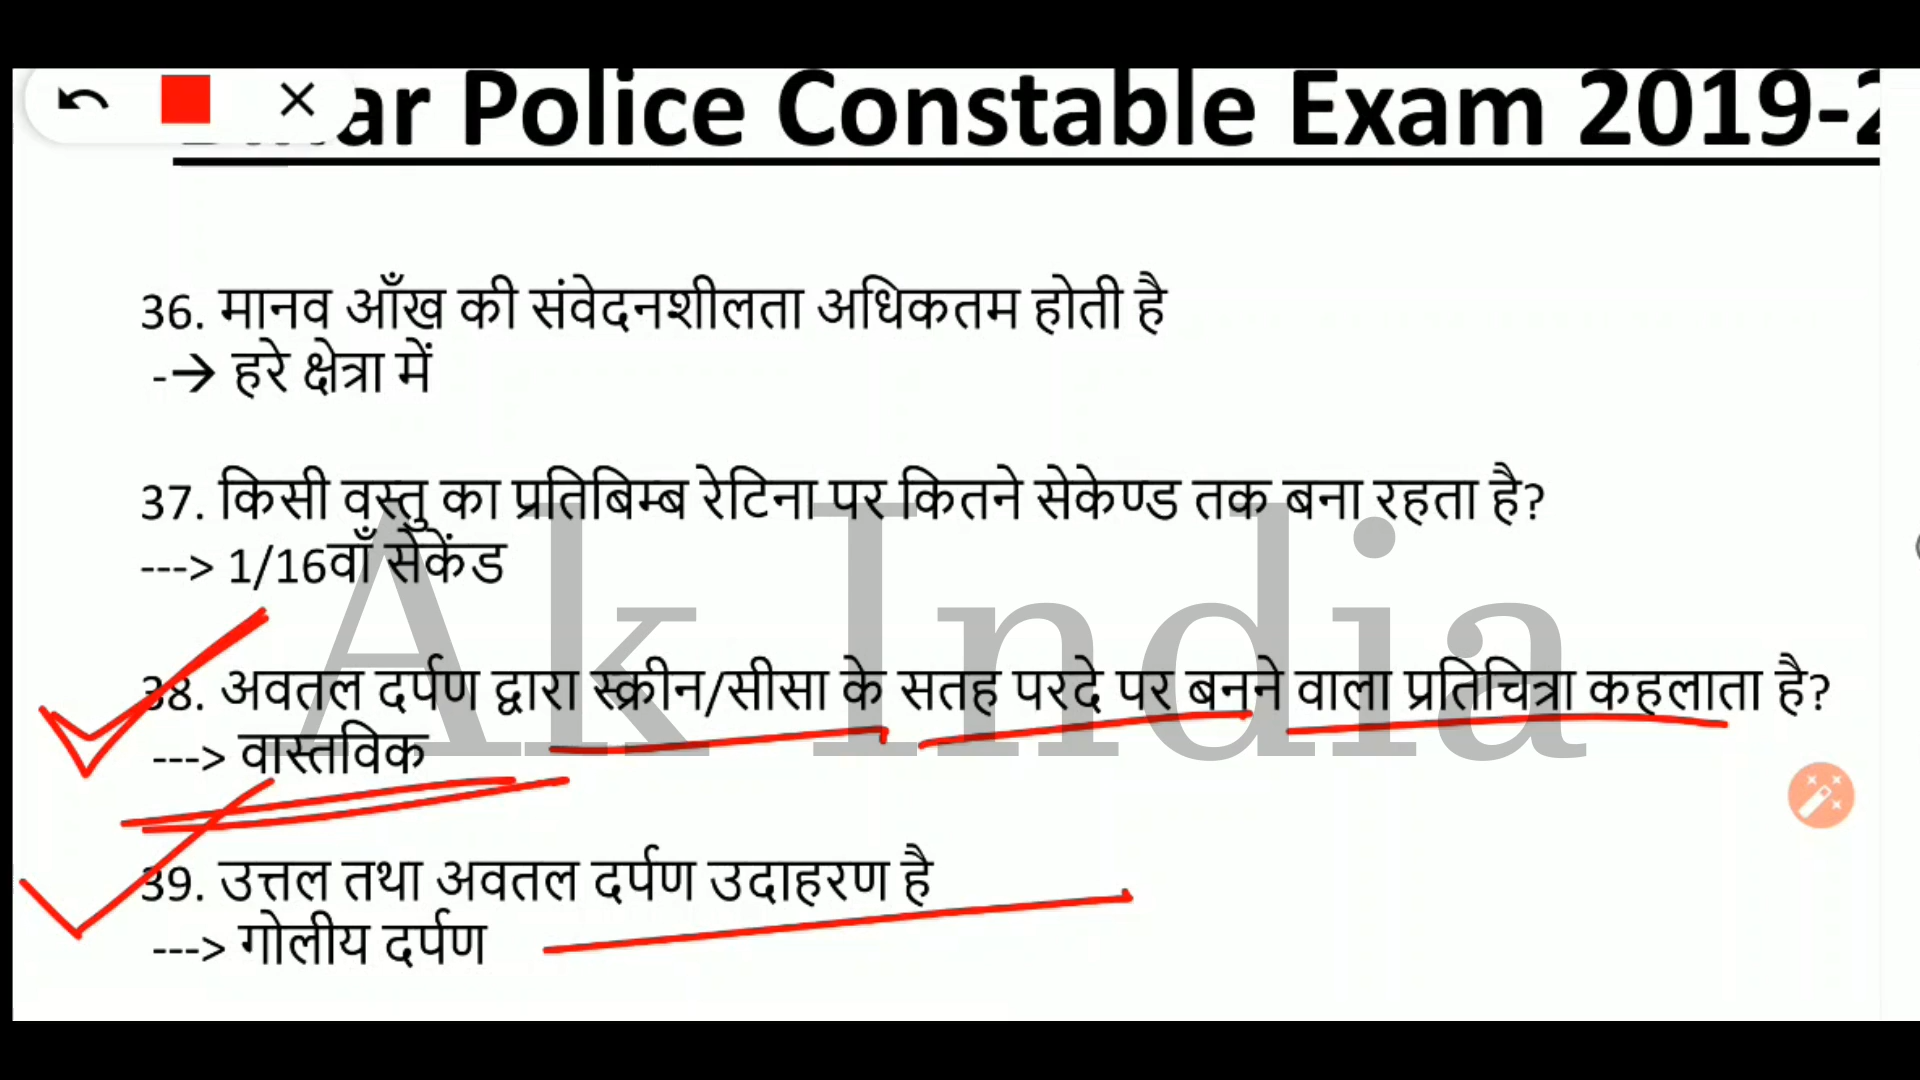 ar Police Constable Exam 2019-2
36. मानव आँख की संवेदनशीलता अधिकतम होती है
-→ हरे क्षेत्रा में
37. किसी वस्तु का प्रतिबिम्ब रेटिना पर कितने सेकेण्ड तक बना रहता है?
---> 1/16वाँ सेकेंड
38. अवतल दर्पण द्वारा स्क्रीन/सीसा के सतह परदे पर बनने वाला प्रतिचित्रा कहलाता है?
---> वास्तविक
39. उत्तल तथा अवतल दर्पण उदाहरण है
---> गोलीय दर्पण
Ak India